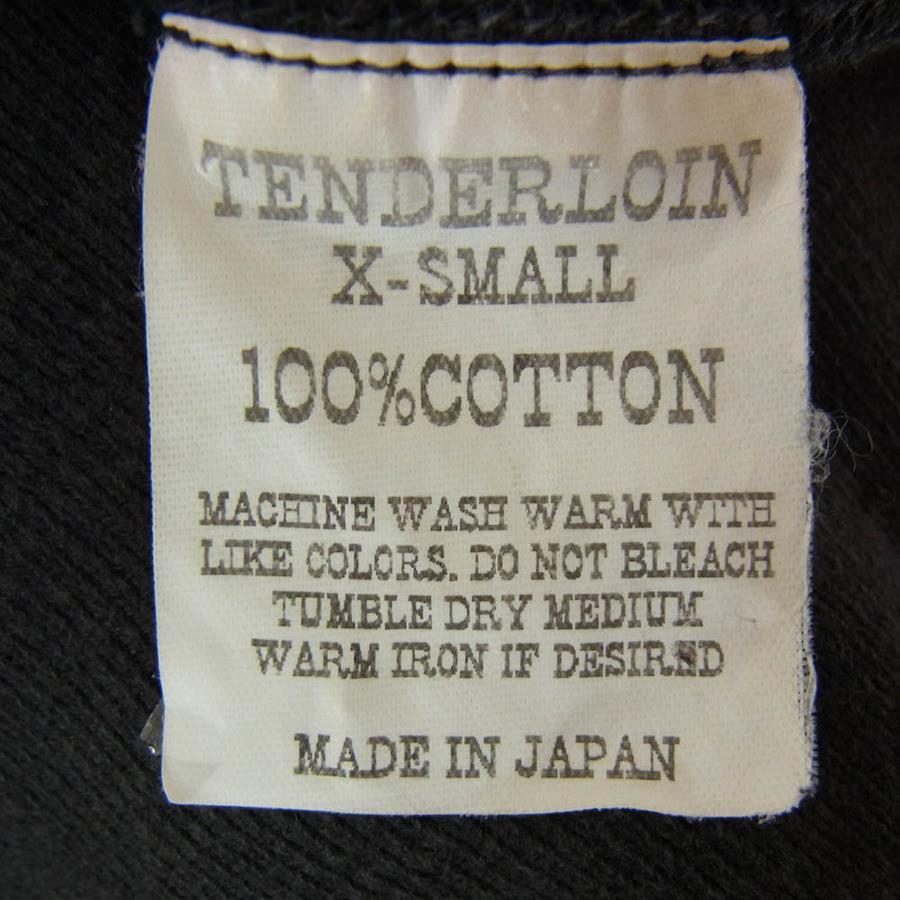 TENDERLOIN
X-SMALL
100%COTTON
MACHINE WASH WARM WITH
LIKE COLORS. DO NOT BLEACH
TUMBLE DRY MEDIUM
WARM IRON IF DESIRED
MADE IN JAPAN